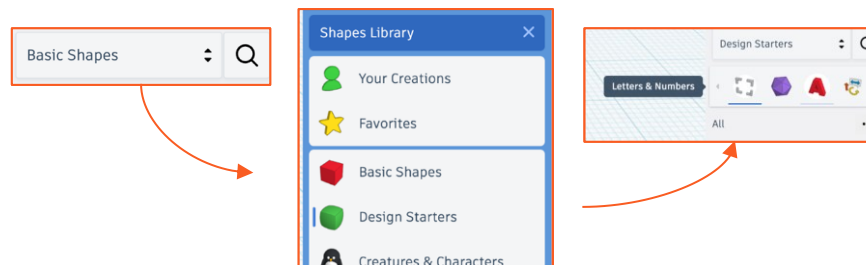 Basic Shapes
Shapes Library
Your Creations
Favorites
Basic Shapes
Design Starters
Creatures & Characters
Design Starters
Letters & Numbers
All